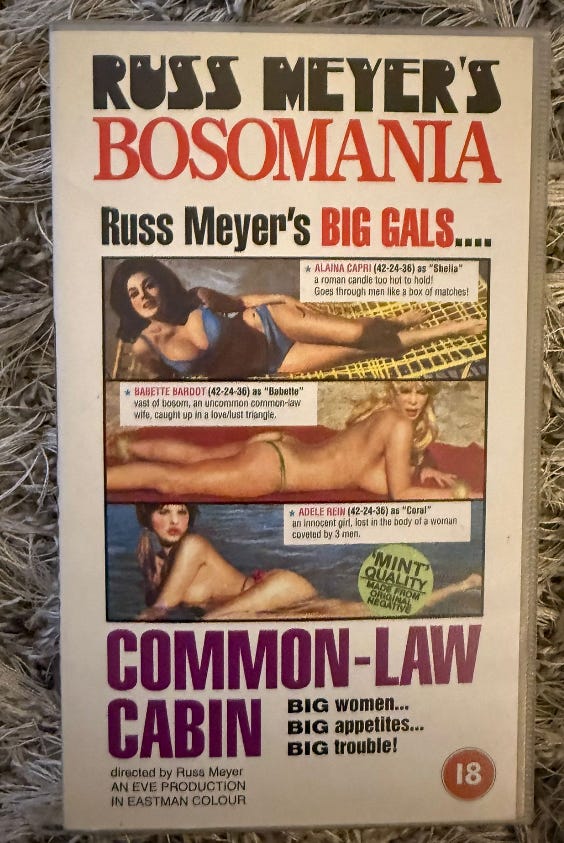 RUSS MEYER'S
BOSOMANIA
Russ Meyer's BIG GALS....
★ ALAINA CAPRI (42-24-36) as "Sheila"
a roman candle too hot to hold!
Goes through men like a box of matches!
★ BABETTE BARDOT (42-24-36) as "Babette"
vast of bosom, an uncommon common-law
wife, caught up in a love/lust triangle.
★ ADELE REIN (42-24-36) as "Coral"
an innocent girl, lost in the body of a woman
coveted by 3 men.
'MINT'
QUALITY
MADE FROM
ORIGINAL
NEGATIVE
COMMON-LAW
CABIN
BIG women...
BIG appetites...
BIG trouble!
directed by Russ Meyer
AN EVE PRODUCTION
IN EASTMAN COLOUR
18